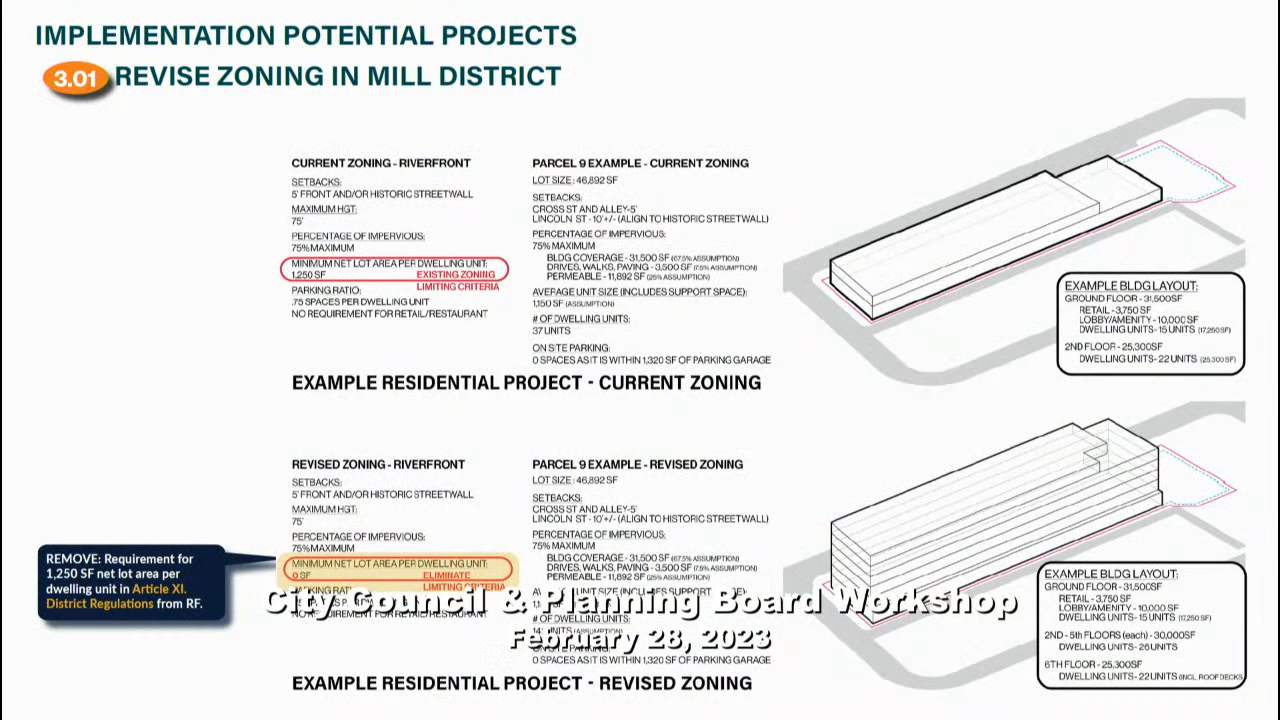 IMPLEMENTATION POTENTIAL PROJECTS
3.01 REVISE ZONING IN MILL DISTRICT
CURRENT ZONING - RIVERFRONT
SETBACKS:
5' FRONT AND/OR HISTORIC STREETWALL
MAXIMUM HGT:
75'
PERCENTAGE OF IMPERVIOUS:
75% MAXIMUM
MINIMUM NET LOT AREA PER DWELLING UNIT:
1,250 SF EXISTING ZONING
LIMITING CRITERIA
PARKING RATIO:
.75 SPACES PER DWELLING UNIT
NO REQUIREMENT FOR RETAIL/RESTAURANT
PARCEL 9 EXAMPLE - CURRENT ZONING
LOT SIZE : 46,892 SF
SETBACKS:
CROSS ST AND ALLEY-5'
LINCOLN ST - 10'+/- (ALIGN TO HISTORIC STREETWALL)
PERCENTAGE OF IMPERVIOUS:
75% MAXIMUM
BLDG COVERAGE - 31,500 SF (67.5% ASSUMPTION)
DRIVES, WALKS, PAVING - 3,500 SF (7.5% ASSUMPTION)
PERMEABLE - 11,892 SF (25% ASSUMPTION)
AVERAGE UNIT SIZE (INCLUDES SUPPORT SPACE):
1,150 SF (ASSUMPTION)
# OF DWELLING UNITS:
37 UNITS
ON SITE PARKING:
0 SPACES AS IT IS WITHIN 1,320 SF OF PARKING GARAGE
EXAMPLE BLDG LAYOUT:
GROUND FLOOR - 31,500SF
RETAIL - 3,750 SF
LOBBY/AMENITY - 10,000 SF
DWELLING UNITS - 15 UNITS (17,250 SF)
2ND FLOOR - 25,300SF
DWELLING UNITS - 22 UNITS (25,300 SF)
EXAMPLE RESIDENTIAL PROJECT - CURRENT ZONING
REVISED ZONING - RIVERFRONT
SETBACKS:
5' FRONT AND/OR HISTORIC STREETWALL
MAXIMUM HGT:
75'
PERCENTAGE OF IMPERVIOUS:
75% MAXIMUM
MINIMUM NET LOT AREA PER DWELLING UNIT:
0 SF ELIMINATE
LIMITING CRITERIA
REQUIREMENT FOR RETAIL/RESTAURANT
REMOVE: Requirement for
1,250 SF net lot area per
dwelling unit in Article XI.
District Regulations from RF.
PARCEL 9 EXAMPLE - REVISED ZONING
LOT SIZE : 46,892 SF
SETBACKS:
CROSS ST AND ALLEY-5'
LINCOLN ST - 10'+/- (ALIGN TO HISTORIC STREETWALL)
PERCENTAGE OF IMPERVIOUS:
75% MAXIMUM
BLDG COVERAGE - 31,500 SF (67.5% ASSUMPTION)
DRIVES, WALKS, PAVING - 3,500 SF (7.5% ASSUMPTION)
PERMEABLE - 11,892 SF (25% ASSUMPTION)
# OF DWELLING UNITS:
0 SPACES AS IT IS WITHIN 1,320 SF OF PARKING GARAGE
City Council & Planning Board Workshop
February 28, 2023
EXAMPLE BLDG LAYOUT:
GROUND FLOOR - 31,500SF
RETAIL - 3,750 SF
LOBBY/AMENITY - 10,000 SF
DWELLING UNITS - 15 UNITS (17,250 SF)
2ND - 5th FLOORS (each) - 30,000SF
DWELLING UNITS - 26 UNITS
6TH FLOOR - 25,300SF
DWELLING UNITS - 22 UNITS (INCL. ROOF DECKS)
EXAMPLE RESIDENTIAL PROJECT - REVISED ZONING